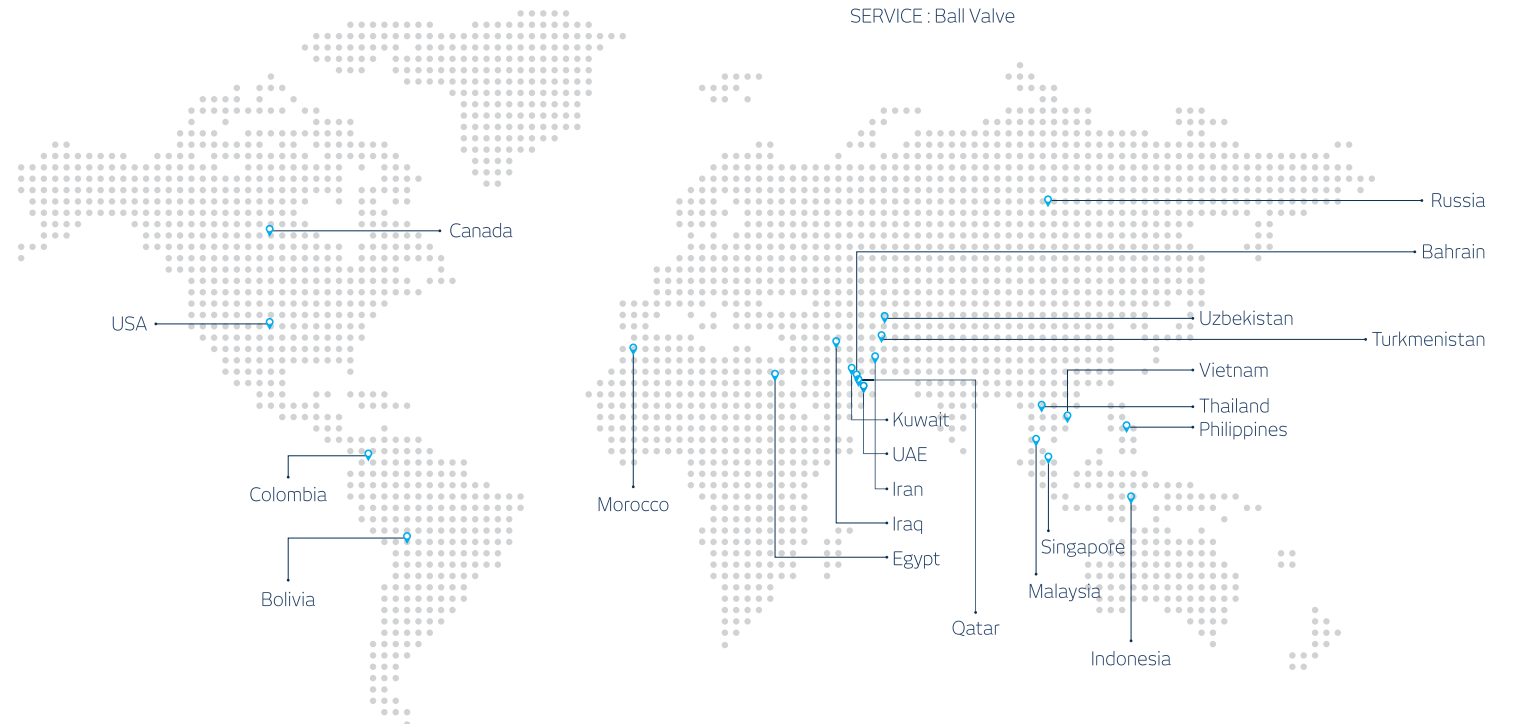 SERVICE : Ball Valve
Russia
Canada
Bahrain
USA
Uzbekistan
Turkmenistan
Vietnam
Thailand
Kuwait
Philippines
UAE
Colombia
Iran
Morocco
Iraq
Singapore
Egypt
Malaysia
Bolivia
Qatar
Indonesia